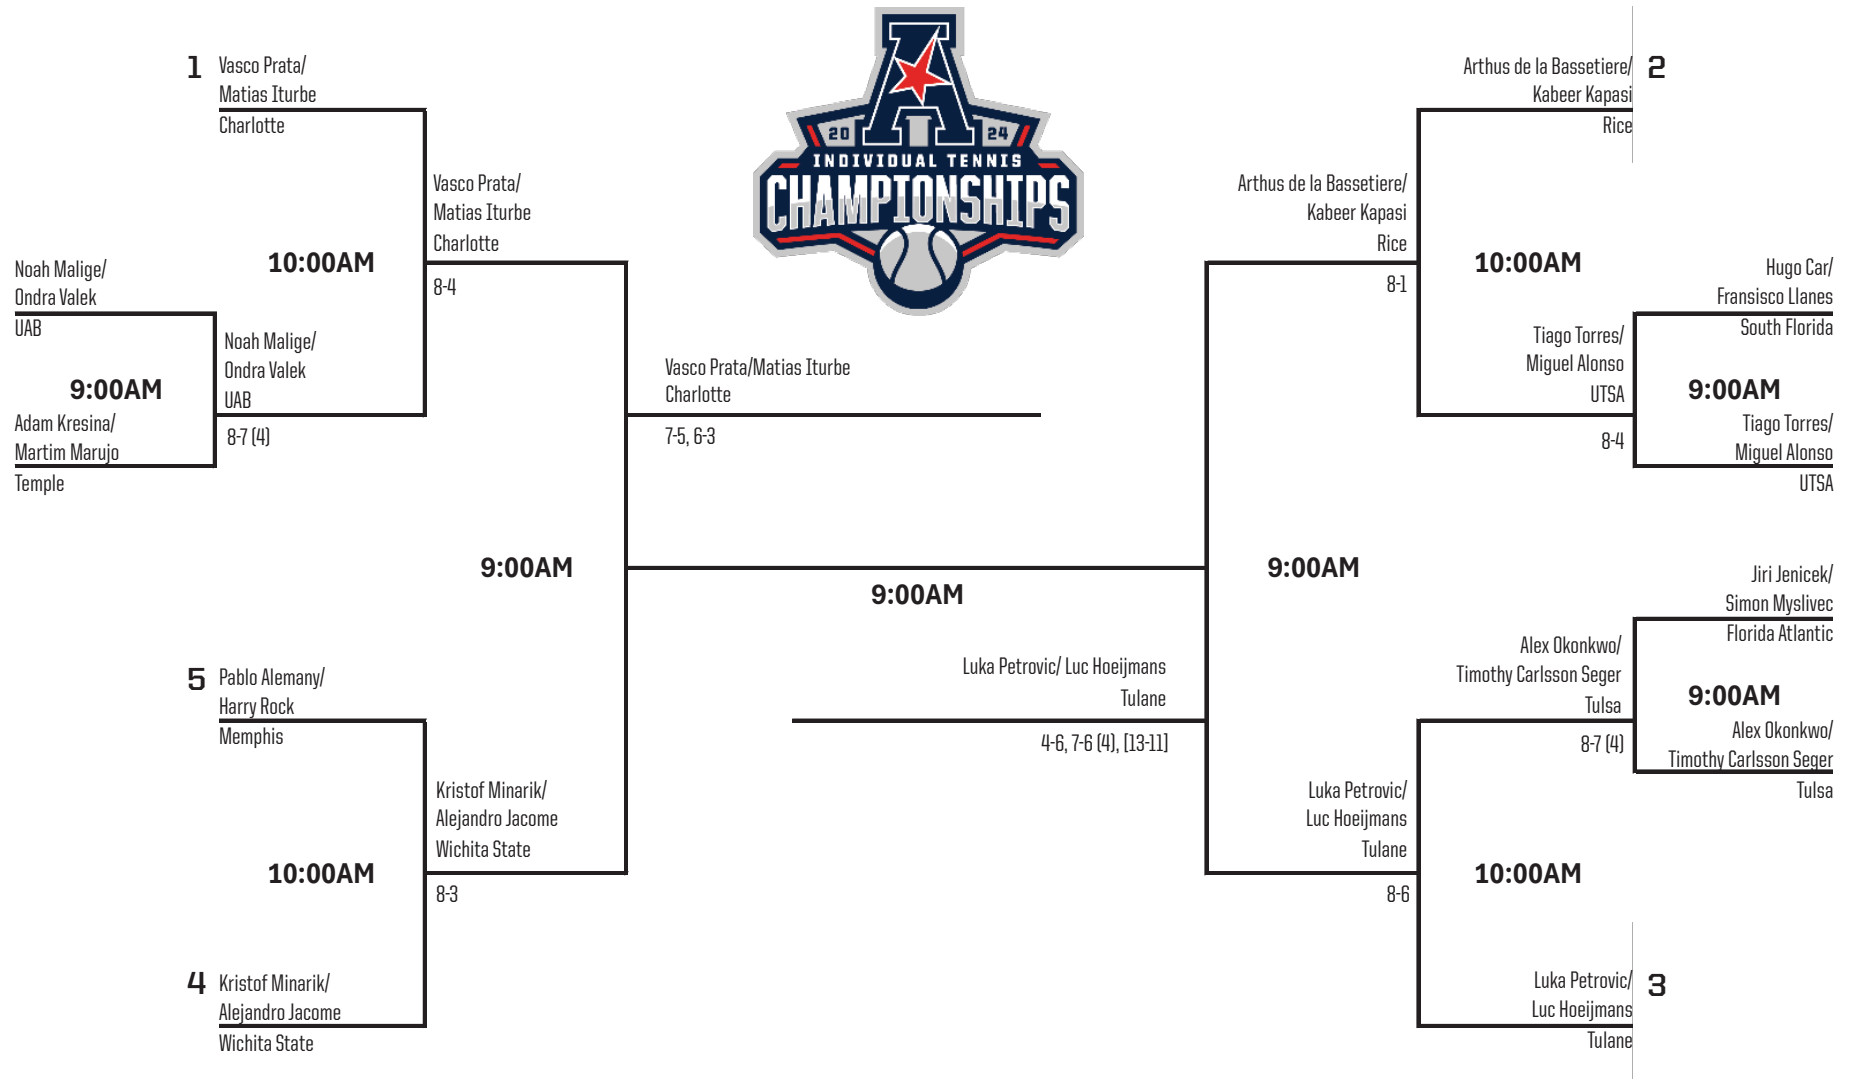 1
Vasco Prata/
Matias Iturbe
Charlotte
Noah Malige/
Ondra Valek
UAB
9:00AM
Adam Kresina/
Martim Marujo
Temple
10:00AM
Noah Malige/
Ondra Valek
UAB
8-7 (4)
Vasco Prata/
Matias Iturbe
Charlotte
8-4
5
Pablo Alemany/
Harry Rock
Memphis
10:00AM
4
Kristof Minarik/
Alejandro Jacome
Wichita State
Kristof Minarik/
Alejandro Jacome
Wichita State
8-3
9:00AM
Vasco Prata/Matias Iturbe
Charlotte
7-5, 6-3
20 24
INDIVIDUAL TENNIS
CHAMPIONSHIPS
9:00AM
Luka Petrovic/ Luc Hoeijmans
Tulane
4-6, 7-6 (4), [13-11]
9:00AM
Arthus de la Bassetiere/
Kabeer Kapasi
Rice
8-1
Luka Petrovic/
Luc Hoeijmans
Tulane
8-6
Arthus de la Bassetiere/
Kabeer Kapasi
Rice
2
10:00AM
Tiago Torres/
Miguel Alonso
UTSA
8-4
Hugo Car/
Fransisco Llanes
South Florida
9:00AM
Tiago Torres/
Miguel Alonso
UTSA
Jiri Jenicek/
Simon Myslivec
Florida Atlantic
9:00AM
Alex Okonkwo/
Timothy Carlsson Seger
Tulsa
Alex Okonkwo/
Timothy Carlsson Seger
Tulsa
8-7 (4)
10:00AM
Luka Petrovic/
Luc Hoeijmans
Tulane
3